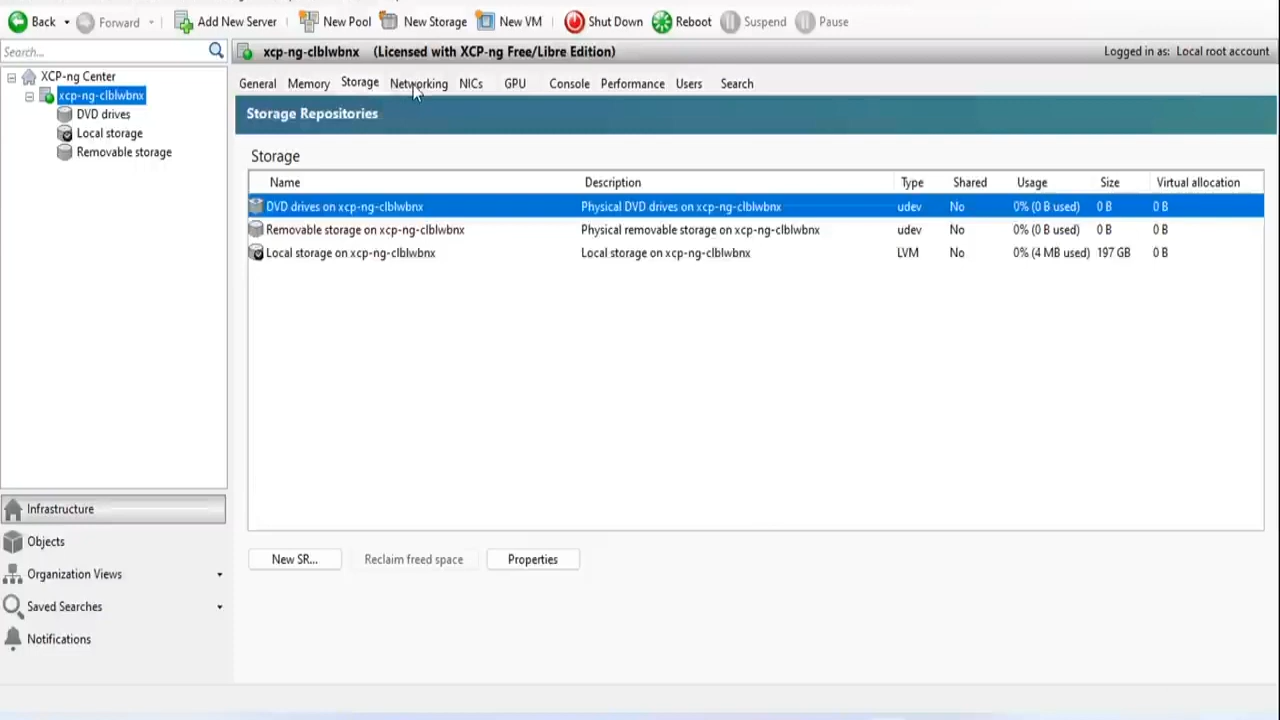 Back Forward Add New Server New Pool New Storage New VM Shut Down Reboot Suspend Pause
Search... xcp-ng-clblwbnx (Licensed with XCP-ng Free/Libre Edition) Logged in as: Local root account
XCP-ng Center
xcp-ng-clblwbnx
DVD drives
Local storage
Removable storage
General Memory Storage Networking NICs GPU Console Performance Users Search
Storage Repositories
Storage
Name Description Type Shared Usage Size Virtual allocation
DVD drives on xcp-ng-clblwbnx Physical DVD drives on xcp-ng-clblwbnx udev No 0% (0 B used) 0 B 0 B
Removable storage on xcp-ng-clblwbnx Physical removable storage on xcp-ng-clblwbnx udev No 0% (0 B used) 0 B 0 B
Local storage on xcp-ng-clblwbnx Local storage on xcp-ng-clblwbnx LVM No 0% (4 MB used) 197 GB 0 B
New SR... Reclaim freed space Properties
Infrastructure
Objects
Organization Views
Saved Searches
Notifications